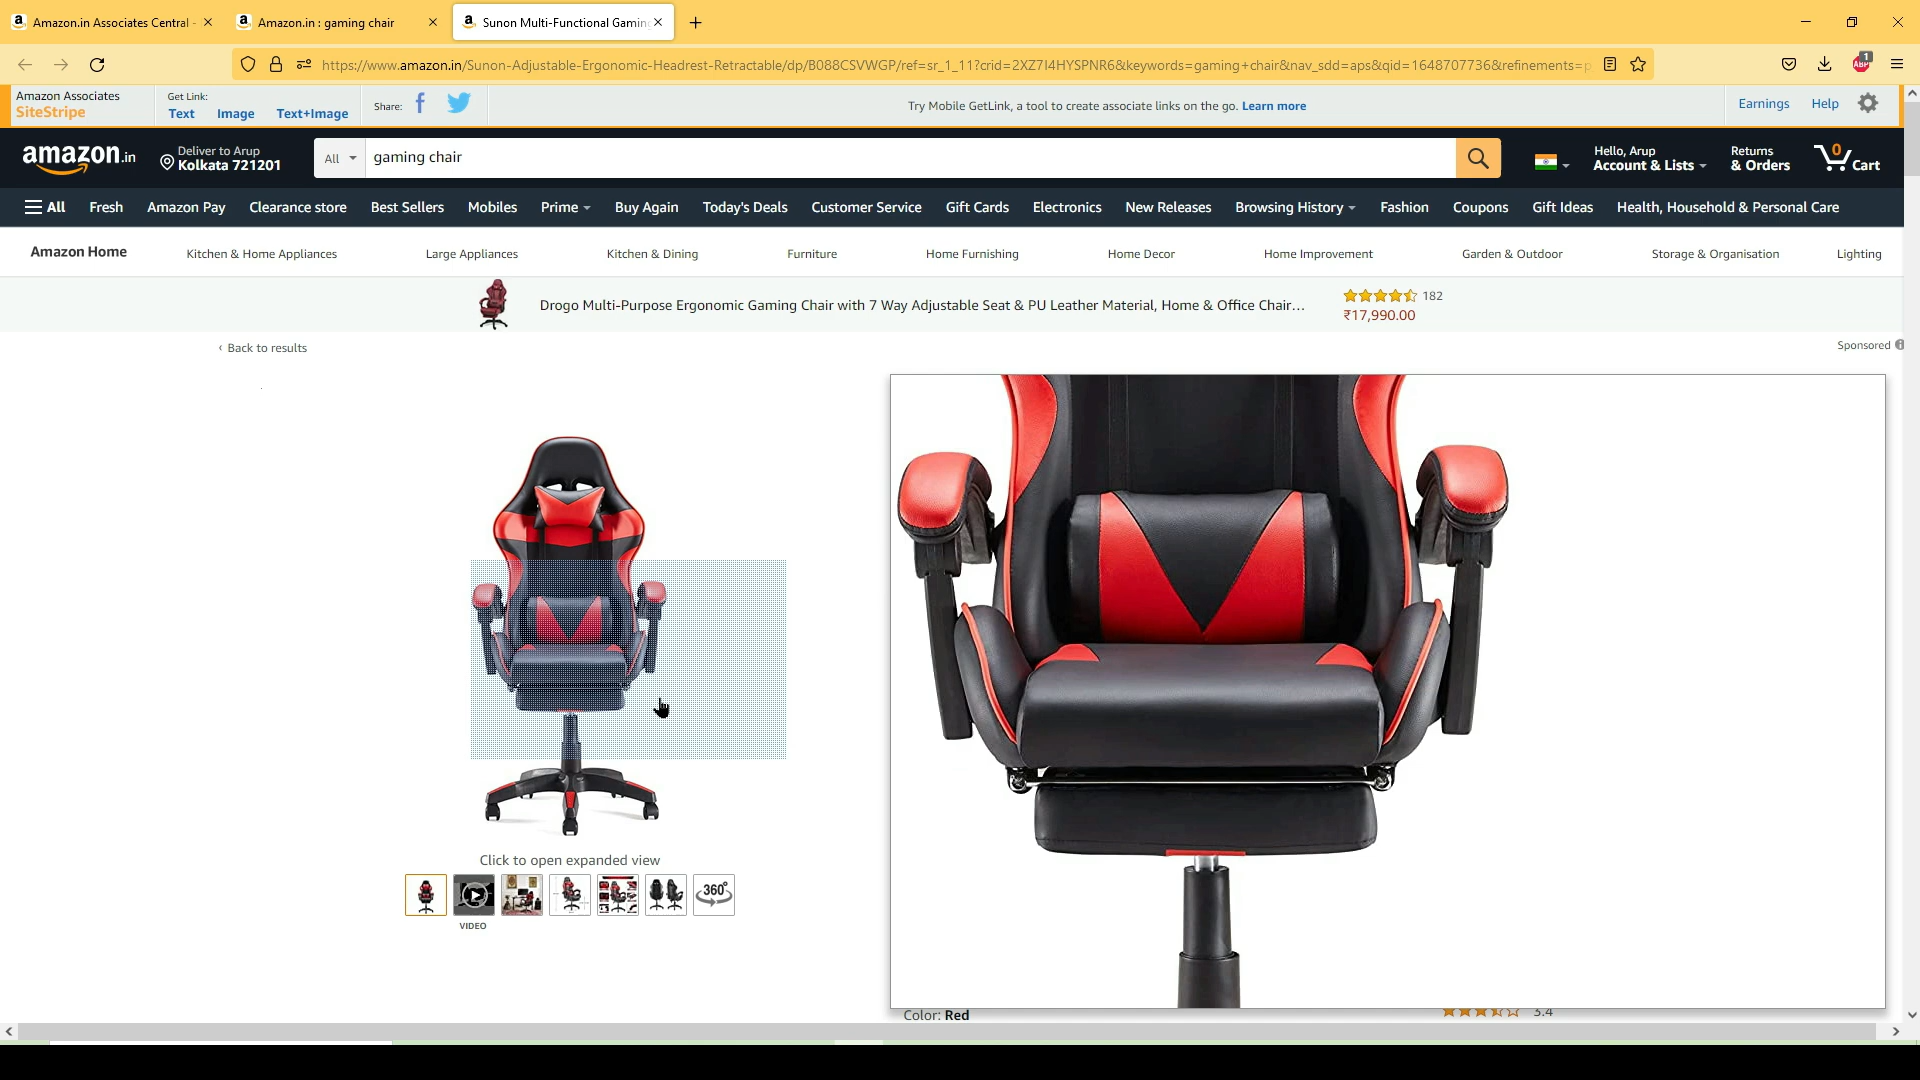 Amazon.in Associates Central -
Amazon.in : gaming chair
Sunon Multi-Functional Gaming
https://www.amazon.in/Sunon-Adjustable-Ergonomic-Headrest-Retractable/dp/B088CSVWGP/ref=sr_1_11?crid=2XZ7I4HYSPNR6&keywords=gaming+chair&nav_sdd=aps&qid=1648707736&refinements=p
1
ABP
Amazon Associates
SiteStripe
Get Link:
Text Image Text+Image
Share:
Try Mobile GetLink, a tool to create associate links on the go. Learn more
Earnings Help
amazon.in
Deliver to Arup
Kolkata 721201
All
gaming chair
Hello, Arup
Account & Lists
Returns
& Orders
0
Cart
All Fresh Amazon Pay Clearance store Best Sellers Mobiles Prime Buy Again Today's Deals Customer Service Gift Cards Electronics New Releases Browsing History Fashion Coupons Gift Ideas Health, Household & Personal Care
Amazon Home Kitchen & Home Appliances Large Appliances Kitchen & Dining Furniture Home Furnishing Home Decor Home Improvement Garden & Outdoor Storage & Organisation Lighting
Drogo Multi-Purpose Ergonomic Gaming Chair with 7 Way Adjustable Seat & PU Leather Material, Home & Office Chair...
182
₹17,990.00
‹ Back to results
Sponsored
Click to open expanded view
360°
VIDEO
Color: Red
3.4